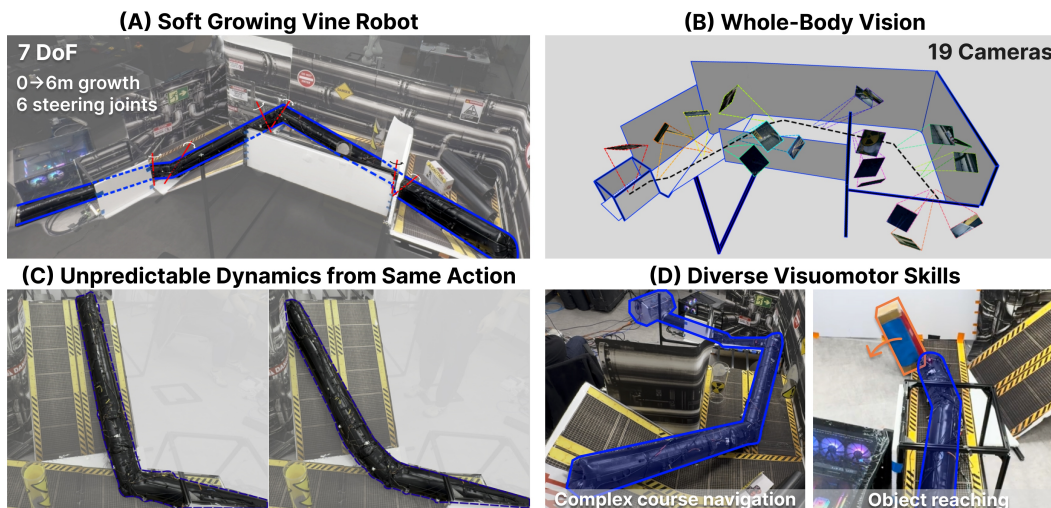 (A) Soft Growing Vine Robot
7 DoF
0→6m growth
6 steering joints
(B) Whole-Body Vision
19 Cameras
(C) Unpredictable Dynamics from Same Action
(D) Diverse Visuomotor Skills
Complex course navigation
Object reaching